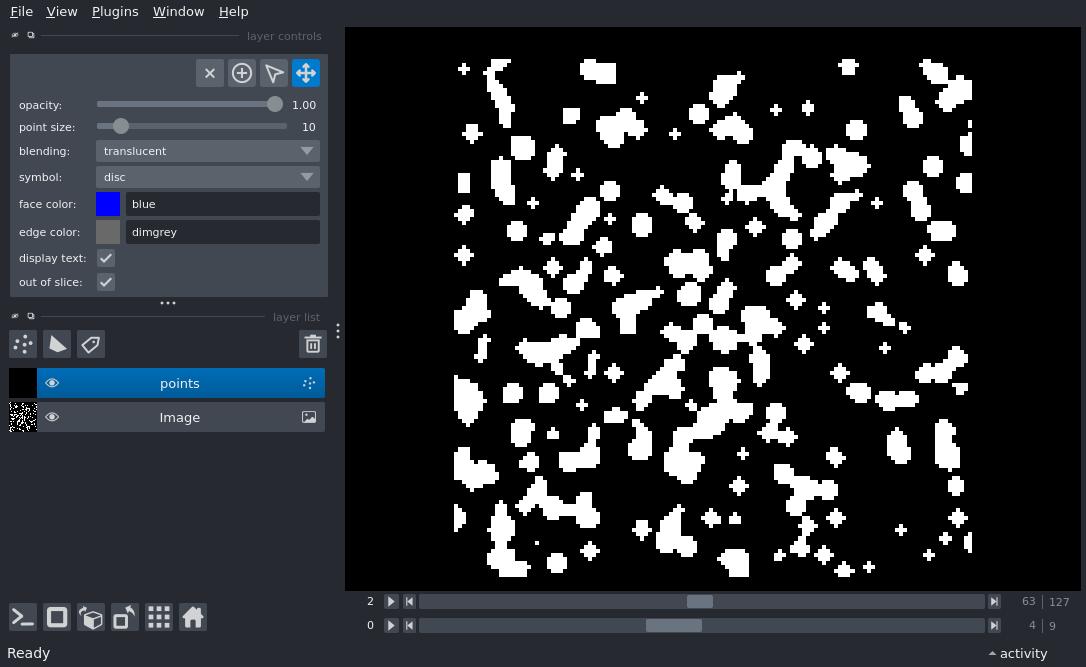 File View Plugins Window Help
layer controls
opacity: 1.00
point size: 10
blending: translucent
symbol: disc
face color: blue
edge color: dimgrey
display text:
out of slice:
layer list
points
Image
2 63 | 127
0 4 | 9
Ready activity